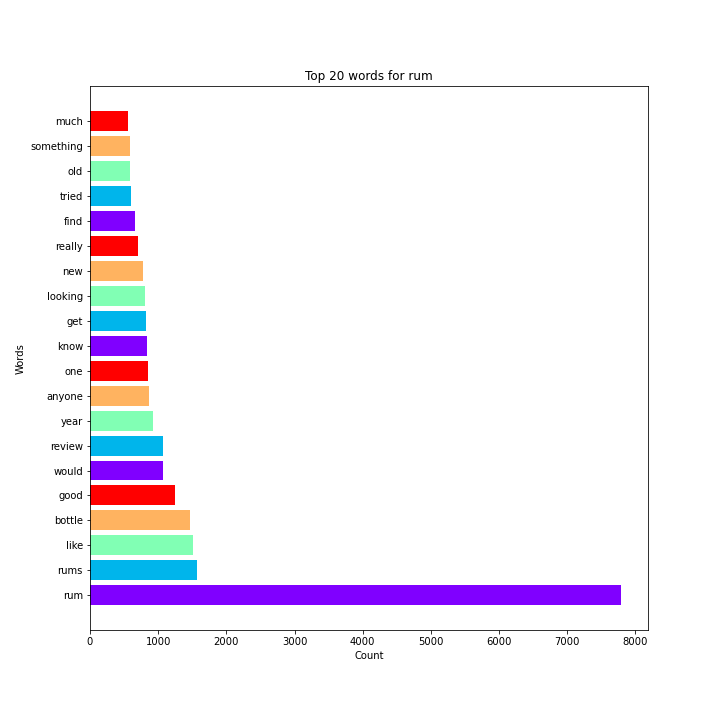 Top 20 words for rum
much
something
old
tried
find
really
new
looking
get
know
one
anyone
year
review
would
good
bottle
like
rums
rum
Words
0 1000 2000 3000 4000 5000 6000 7000 8000
Count